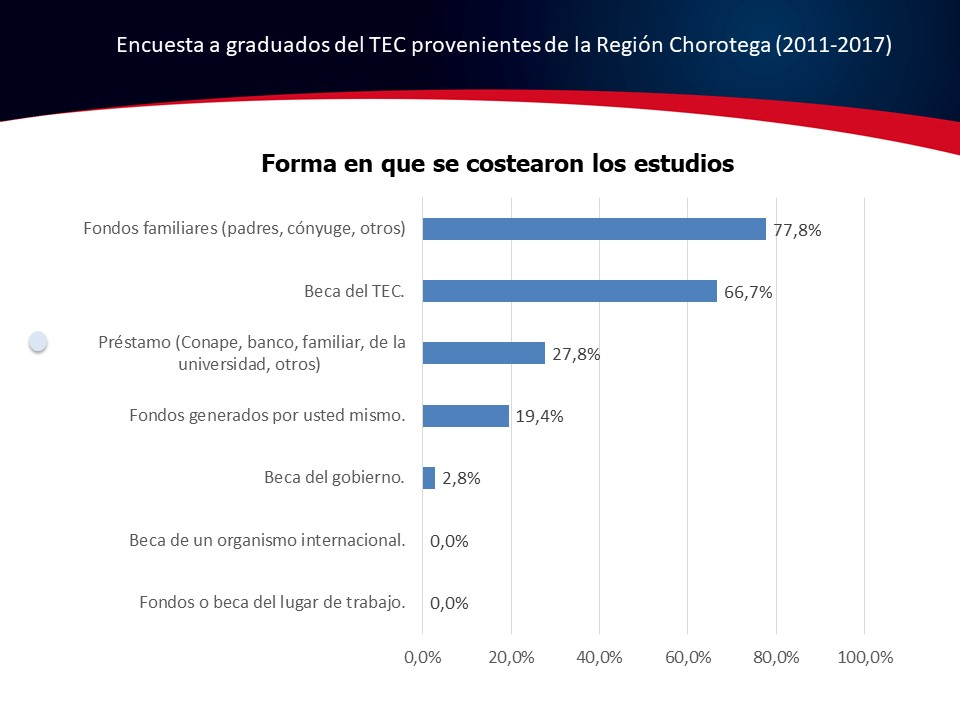 Encuesta a graduados del TEC provenientes de la Región Chorotega (2011-2017)
Forma en que se costearon los estudios
Fondos familiares (padres, cónyuge, otros)
77,8%
Beca del TEC.
66,7%
Préstamo (Conape, banco, familiar, de la
universidad, otros)
27,8%
Fondos generados por usted mismo.
19,4%
Beca del gobierno.
2,8%
Beca de un organismo internacional.
0,0%
Fondos o beca del lugar de trabajo.
0,0%
0,0% 20,0% 40,0% 60,0% 80,0% 100,0%